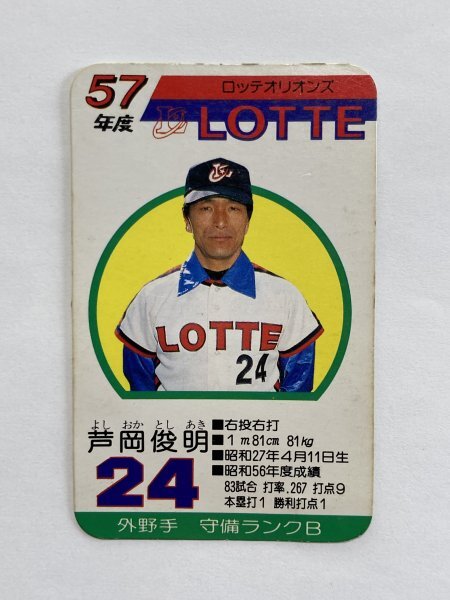 57
年度
ロッテオリオンズ
LOTTE
LOTTE
24
よし おか とし あき
芦岡俊明
24
■右投右打
■1m81cm 81kg
■昭和27年4月11日生
■昭和56年度成績
83試合 打率.267 打点9
本塁打1 勝利打点1
外野手 守備ランクB